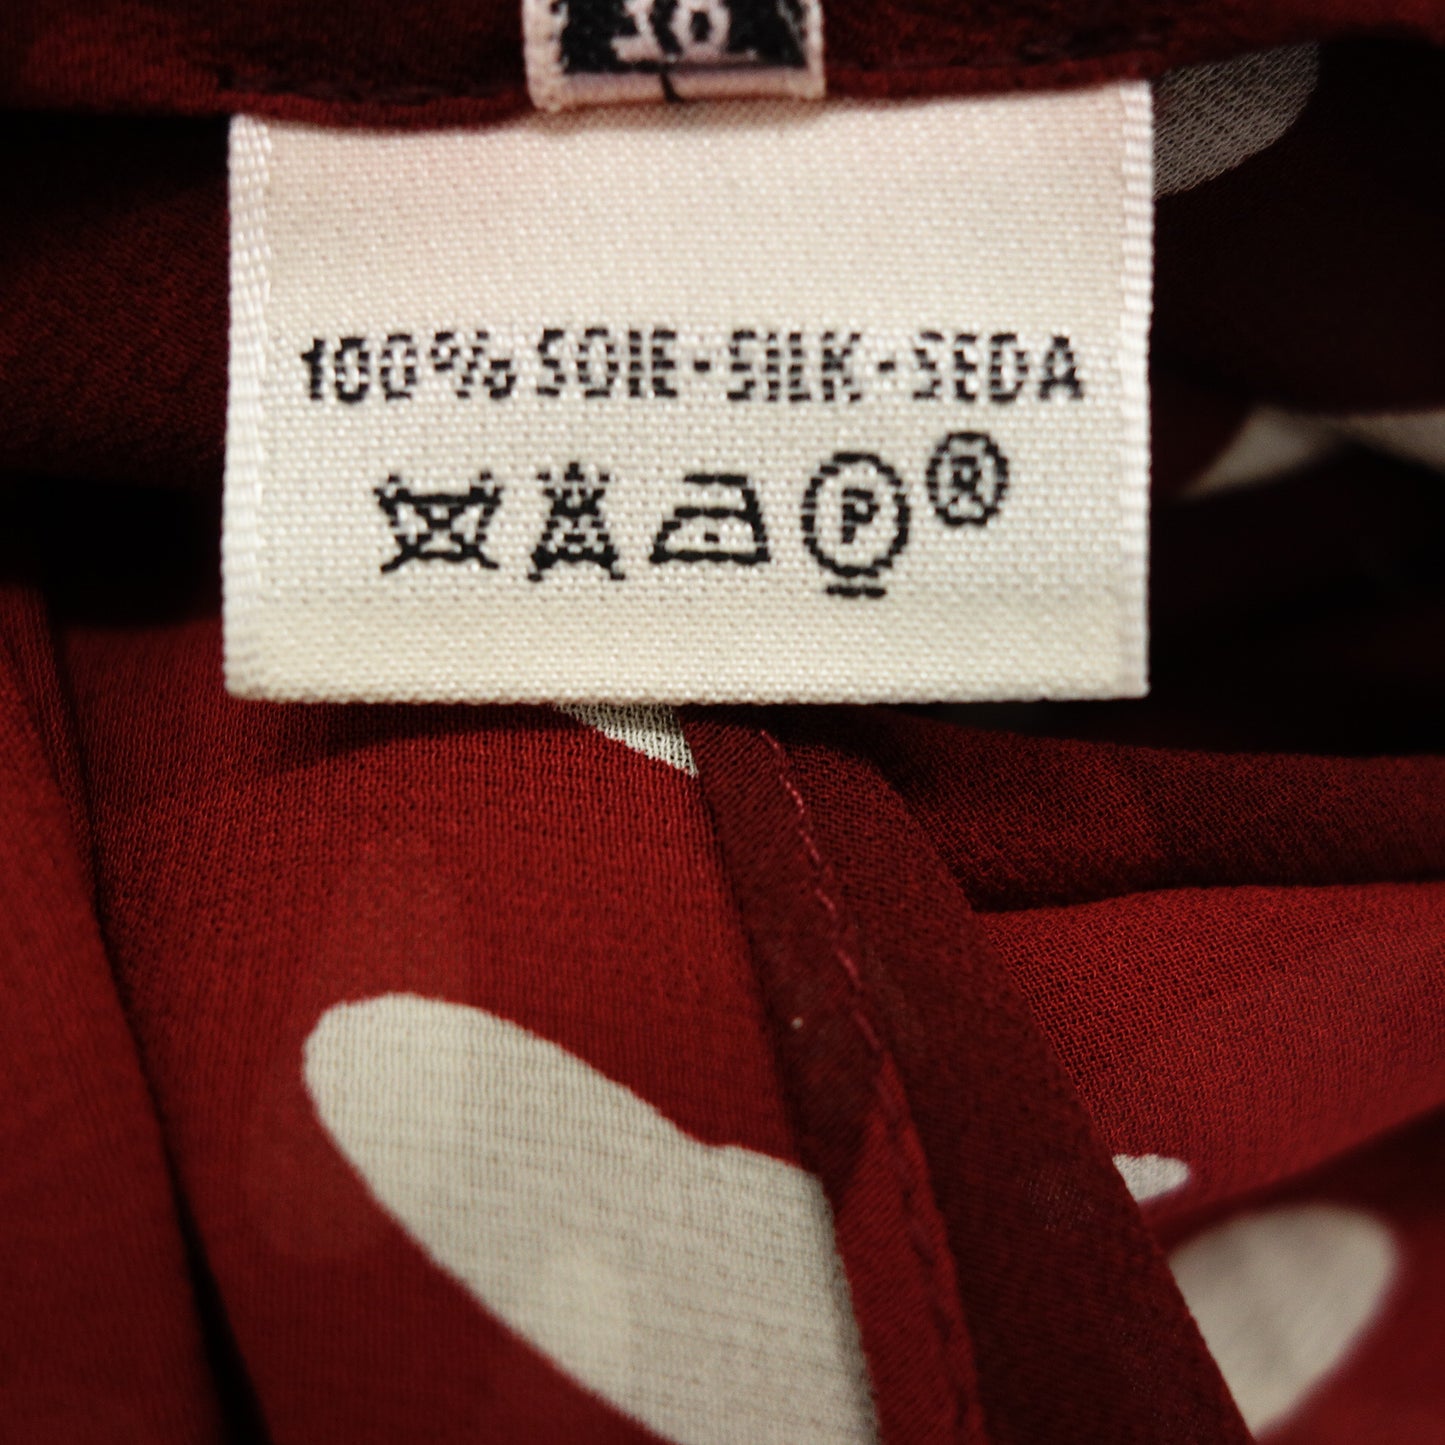 100% SOIE - SILK - SEDA
P ®